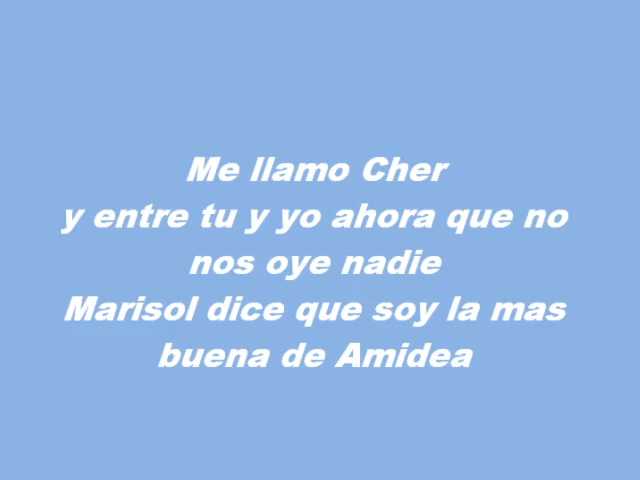 Me llamo Cher
y entre tu y yo ahora que no
nos oye nadie
Marisol dice que soy la mas
buena de Amidea